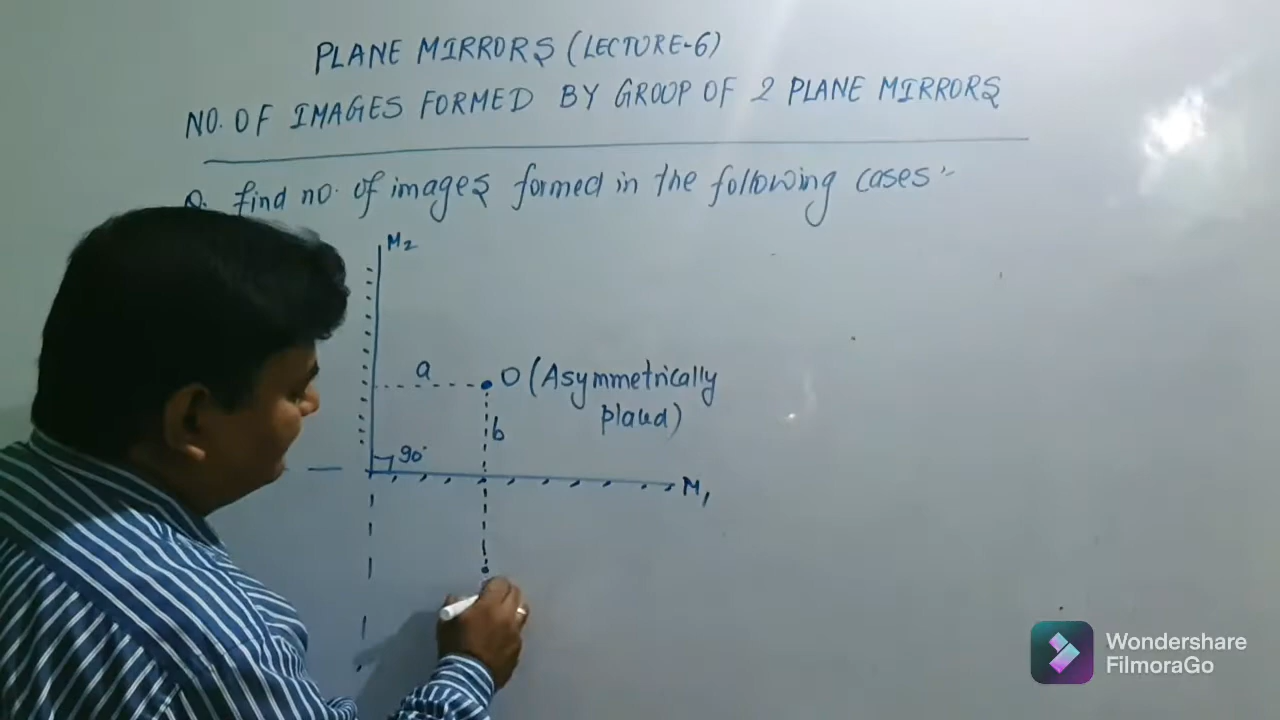 PLANE MIRRORS (LECTURE-6)
NO. OF IMAGES FORMED BY GROUP OF 2 PLANE MIRRORS
Q. find no. of images formed in the following cases :-
M2
a
O (Asymmetrically
placed)
b
90°
M1
Wondershare
FilmoraGo